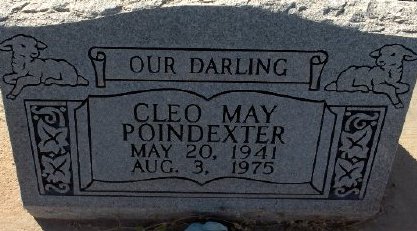 OUR DARLING
CLEO MAY
POINDEXTER
MAY 20, 1941
AUG. 3, 1975